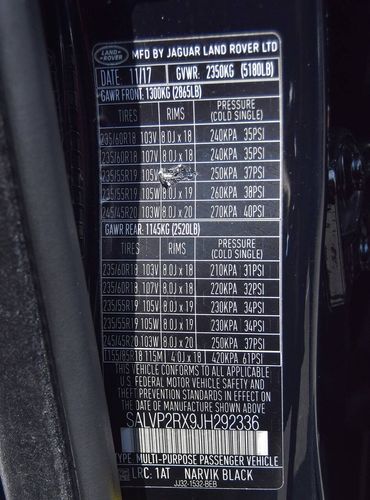 LAND ROVER MFD BY JAGUAR LAND ROVER LTD
DATE 11/17 GVWR: 2350KG (5180LB)
GAWR FRONT: 1300KG (2865LB)
TIRES RIMS PRESSURE (COLD SINGLE)
235/60R18 103V 8.0J x 18 240KPA 35PSI
235/60R18 107V 8.0J x 18 240KPA 35PSI
235/55R19 105V 250KPA 37PSI
235/55R19 105W 8.0J x 19 260KPA 38PSI
245/45R20 103W 8.0J x 20 270KPA 40PSI
GAWR REAR: 1145KG (2520LB)
TIRES RIMS PRESSURE (COLD SINGLE)
235/60R18 103V 8.0J x 18 210KPA 31PSI
235/60R18 107V 8.0J x 18 220KPA 32PSI
235/55R19 105V 8.0J x 19 230KPA 34PSI
235/55R19 105W 8.0J x 19 230KPA 34PSI
245/45R20 103W 8.0J x 20 250KPA 37PSI
T155/85R18 115M 4.0J x 18 420KPA 61PSI
THIS VEHICLE CONFORMS TO ALL APPLICABLE
U.S. FEDERAL MOTOR VEHICLE SAFETY
AND THEFT PREVENTION STANDARDS IN EFFECT ON
THE DATE OF MANUFACTURE SHOWN ABOVE
SALVP2RX9JH292336
TYPE: MULTI-PURPOSE PASSENGER VEHICLE
LRC: 1AT NARVIK BLACK
JJ32-1532-BEB